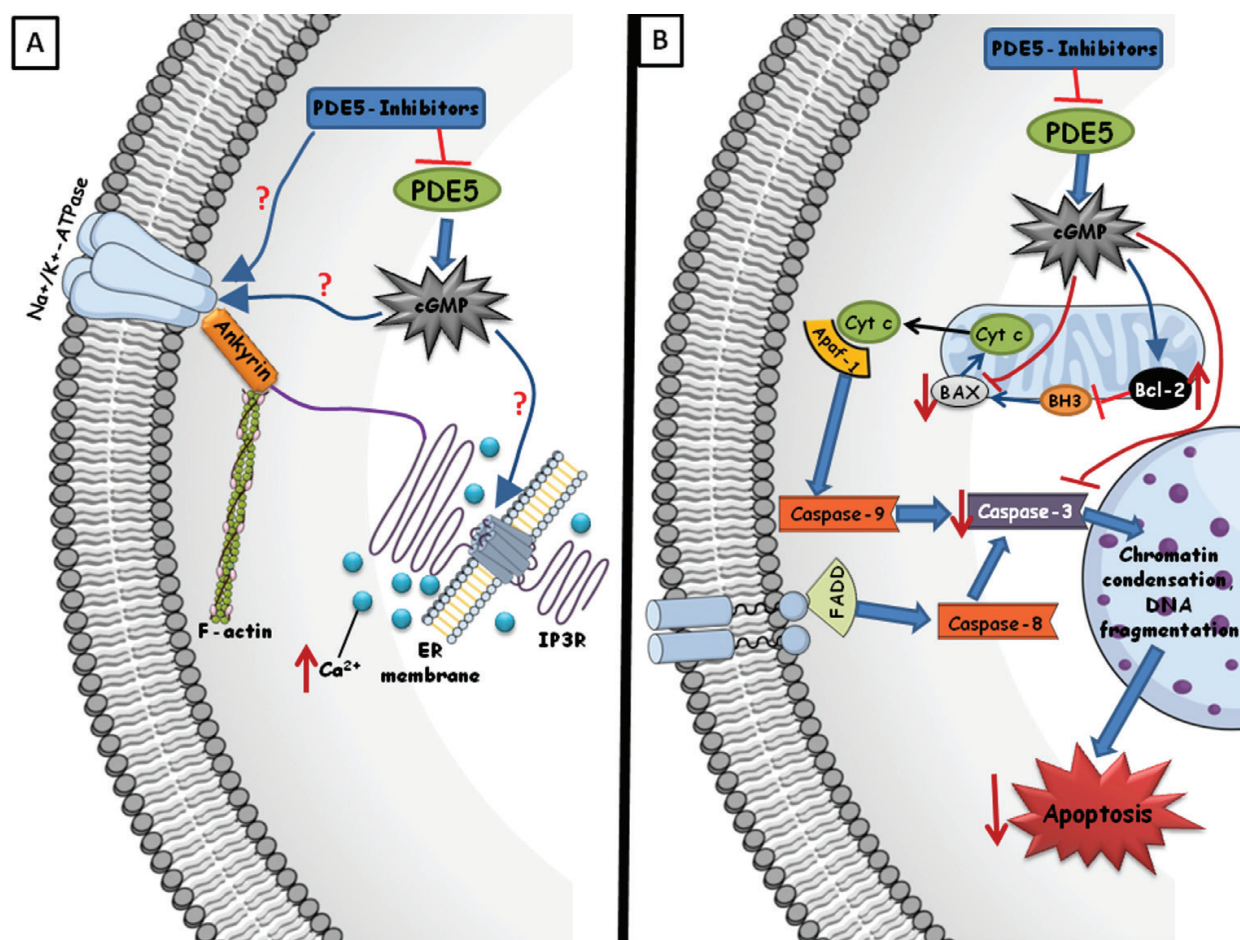 A
PDE5-Inhibitors
?
PDE5
Na+/K+-ATPase
?
cGMP
Ankyrin
?
F-actin
Ca²⁺
ER
membrane
IP3R
B
PDE5-Inhibitors
PDE5
cGMP
Cyt c
Cyt c
Apaf-1
BAX
BH3
Bcl-2
Caspase-9
Caspase-3
Chromatin
condensation,
DNA
fragmentation
FADD
Caspase-8
Apoptosis